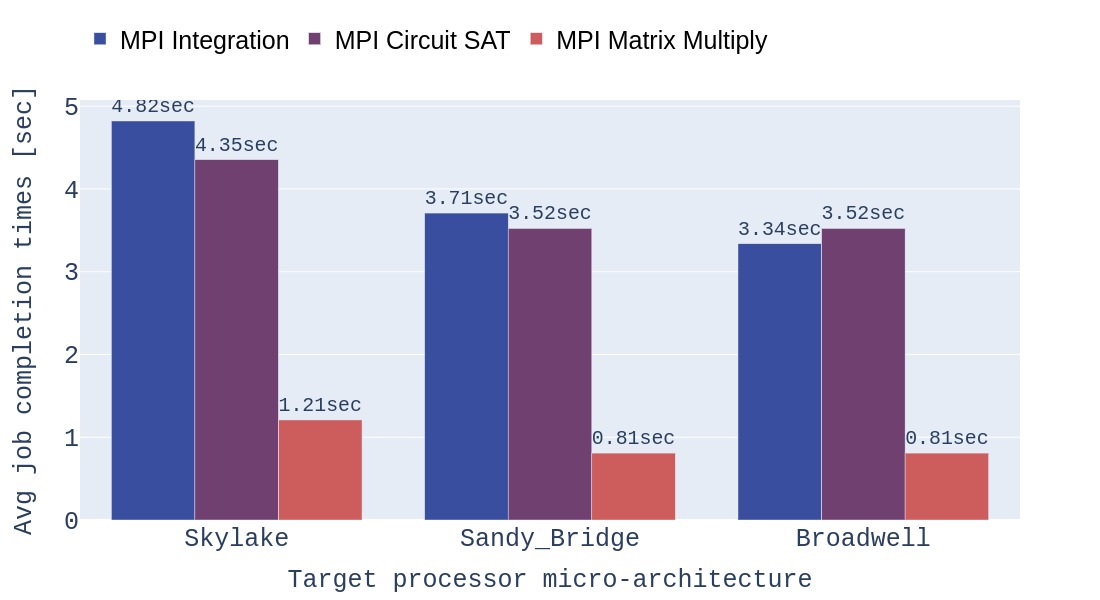 MPI Integration MPI Circuit SAT MPI Matrix Multiply
Avg job completion times [sec]
5
4
3
2
1
0
4.82sec
4.35sec
1.21sec
3.71sec
3.52sec
0.81sec
3.34sec
3.52sec
0.81sec
Skylake Sandy_Bridge Broadwell
Target processor micro-architecture